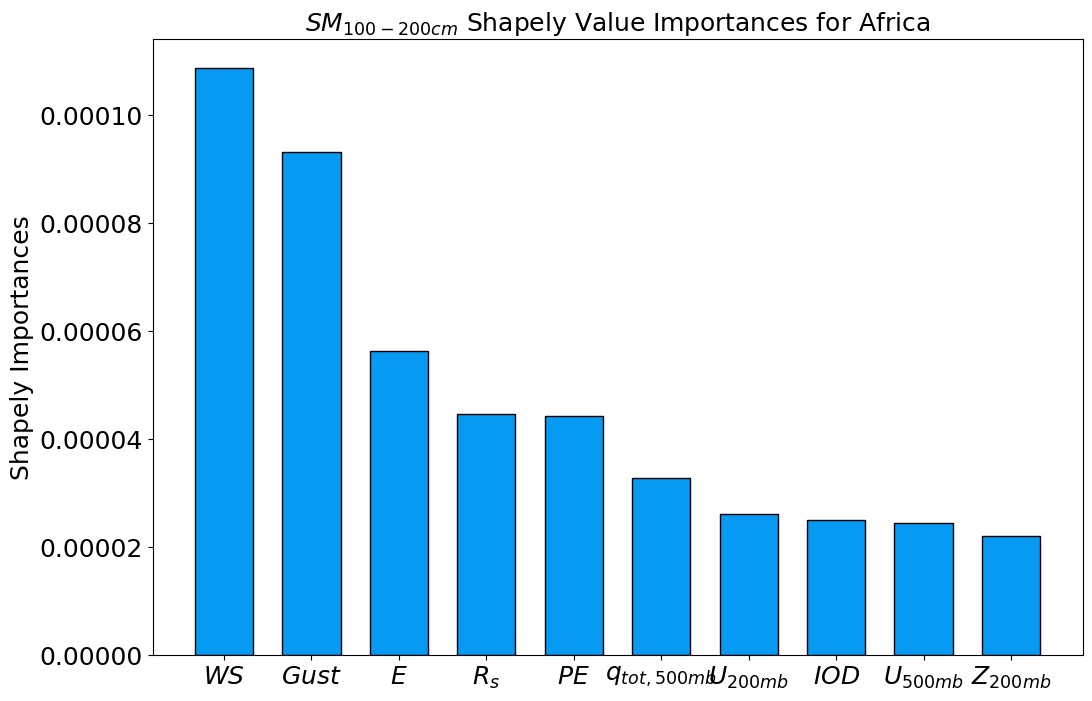 SM100−200cm Shapely Value Importances for Africa
Shapely Importances
0.00010
0.00008
0.00006
0.00004
0.00002
0.00000
WS Gust E Rs PE qtot,500mb U200mb IOD U500mb Z200mb